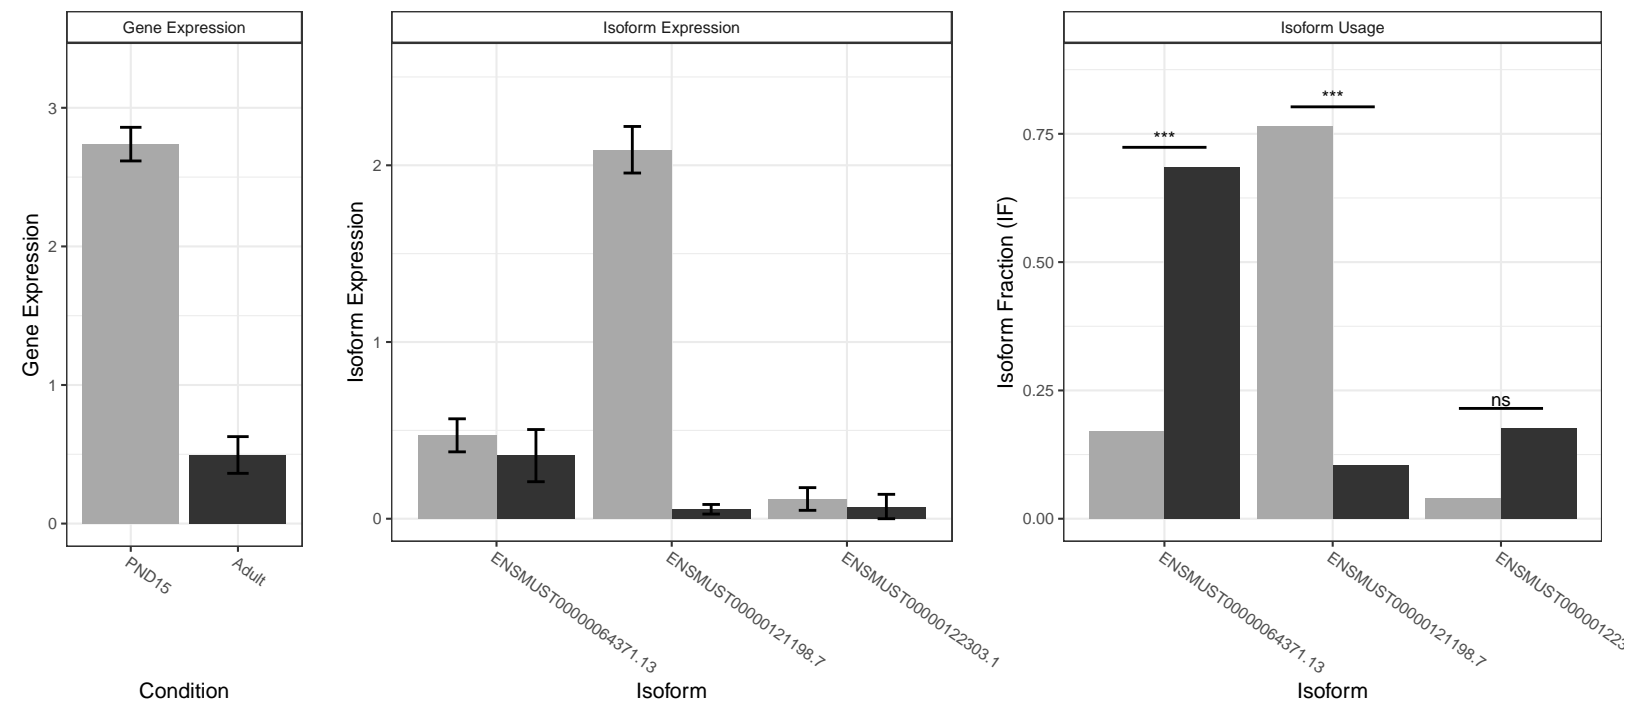 Gene Expression
Gene Expression
3
2
1
0
PND15
Adult
Condition
Isoform Expression
Isoform Expression
2
1
0
ENSMUST00000064371.13
ENSMUST00000121198.7
ENSMUST00000122303.1
Isoform
Isoform Usage
Isoform Fraction (IF)
0.75
0.50
0.25
0.00
***
***
ns
ENSMUST00000064371.13
ENSMUST00000121198.7
ENSMUST000001223
Isoform